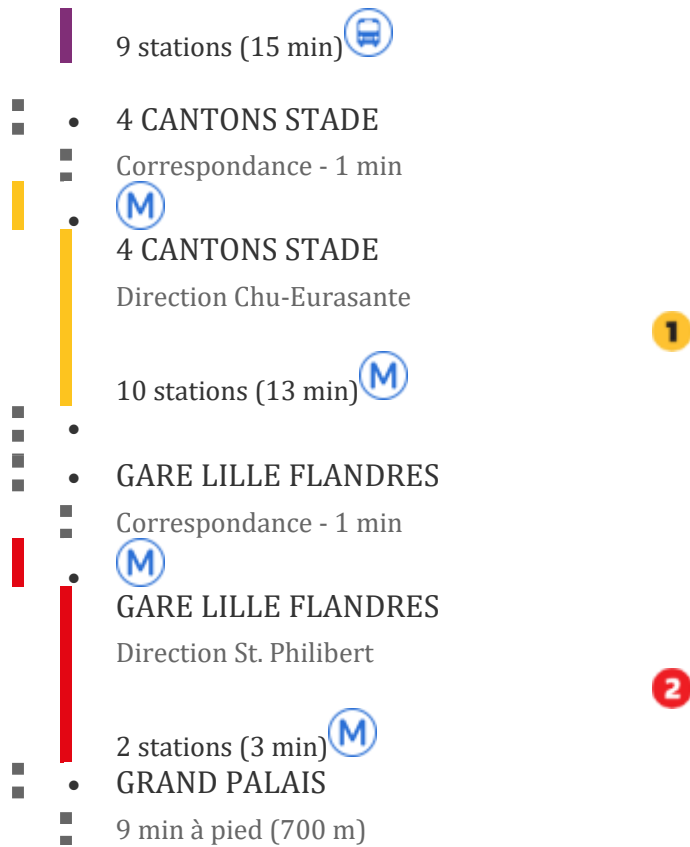 9 stations (15 min)
4 CANTONS STADE
Correspondance - 1 min
M
4 CANTONS STADE
Direction Chu-Eurasante
1
10 stations (13 min) M
GARE LILLE FLANDRES
Correspondance - 1 min
M
GARE LILLE FLANDRES
Direction St. Philibert
2
2 stations (3 min) M
GRAND PALAIS
9 min à pied (700 m)